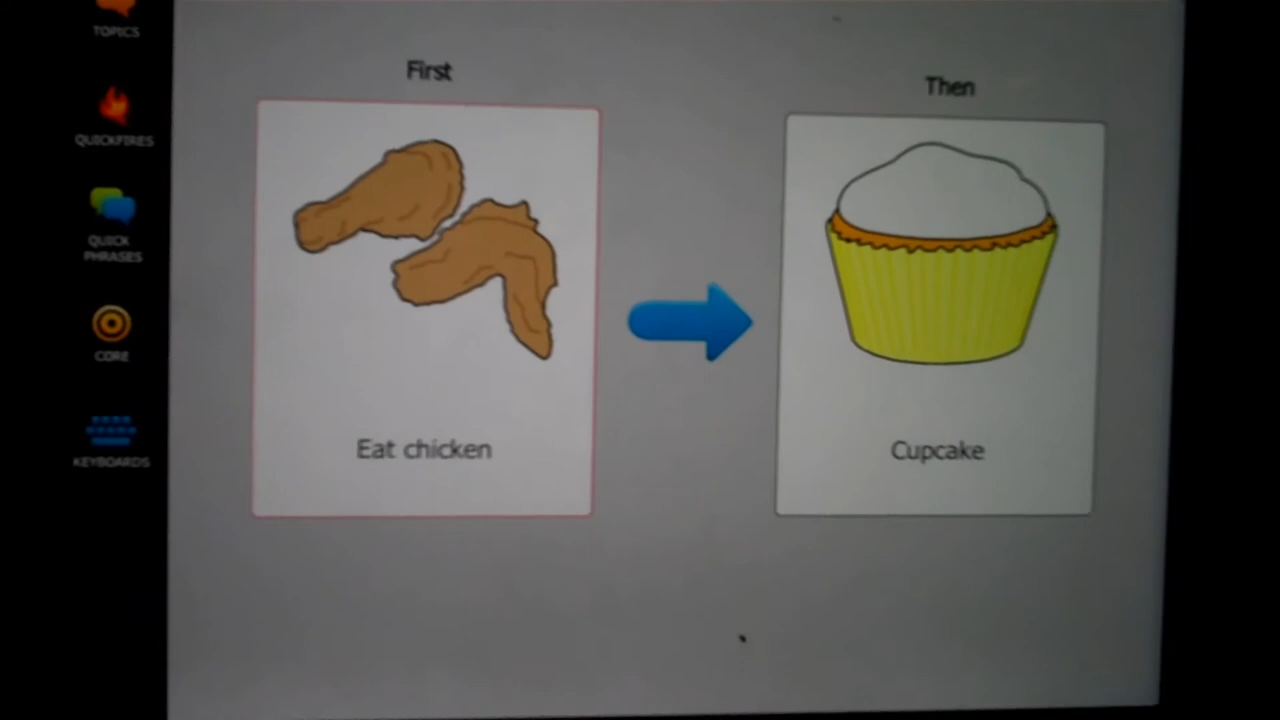 TOPICS
QUICKFIRES
QUICK
PHRASES
CORE
KEYBOARDS
First
Then
Eat chicken
Cupcake